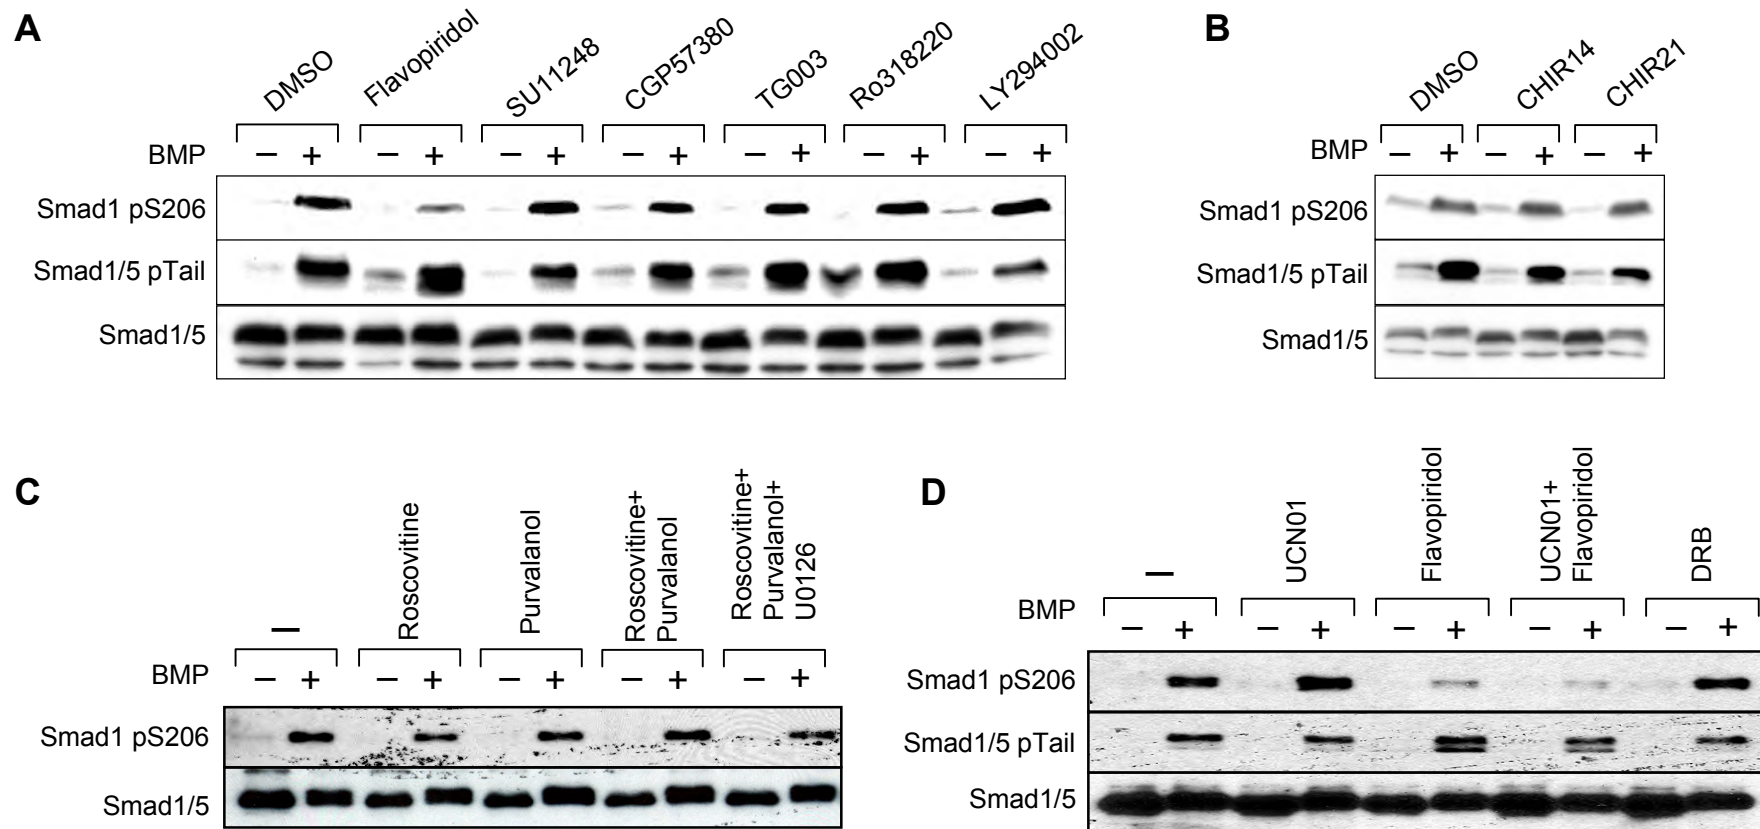 A
DMSO Flavopiridol SU11248 CGP57380 TG003 Ro318220 LY294002
BMP − + − + − + − + − + − + − +
Smad1 pS206
Smad1/5 pTail
Smad1/5
B
DMSO CHIR14 CHIR21
BMP − + − + − +
Smad1 pS206
Smad1/5 pTail
Smad1/5
C
— Roscovitine Purvalanol Roscovitine+ Purvalanol Roscovitine+ Purvalanol+ U0126
BMP − + − + − + − + − +
Smad1 pS206
Smad1/5
D
— UCN01 Flavopiridol UCN01+ Flavopiridol DRB
BMP − + − + − + − + − +
Smad1 pS206
Smad1/5 pTail
Smad1/5